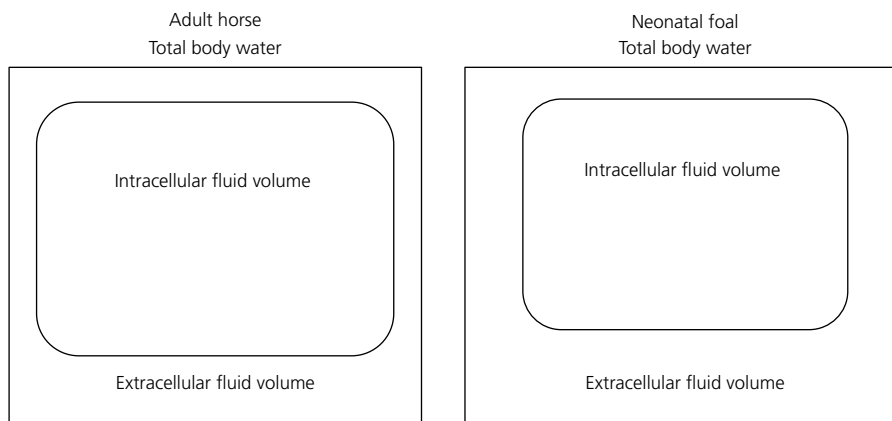 Adult horse
Total body water
Intracellular fluid volume
Extracellular fluid volume
Neonatal foal
Total body water
Intracellular fluid volume
Extracellular fluid volume